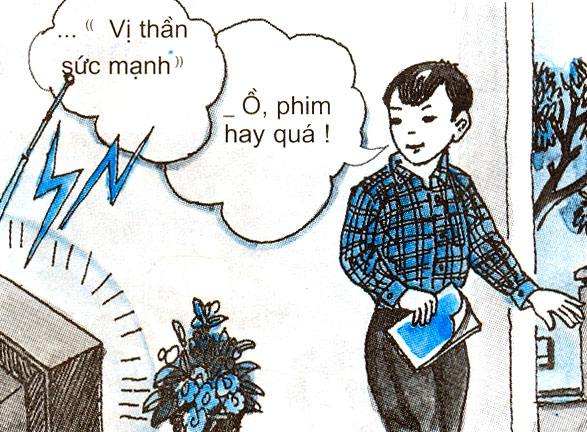 ... “ Vị thần
sức mạnh ”
_ Ồ, phim
hay quá !